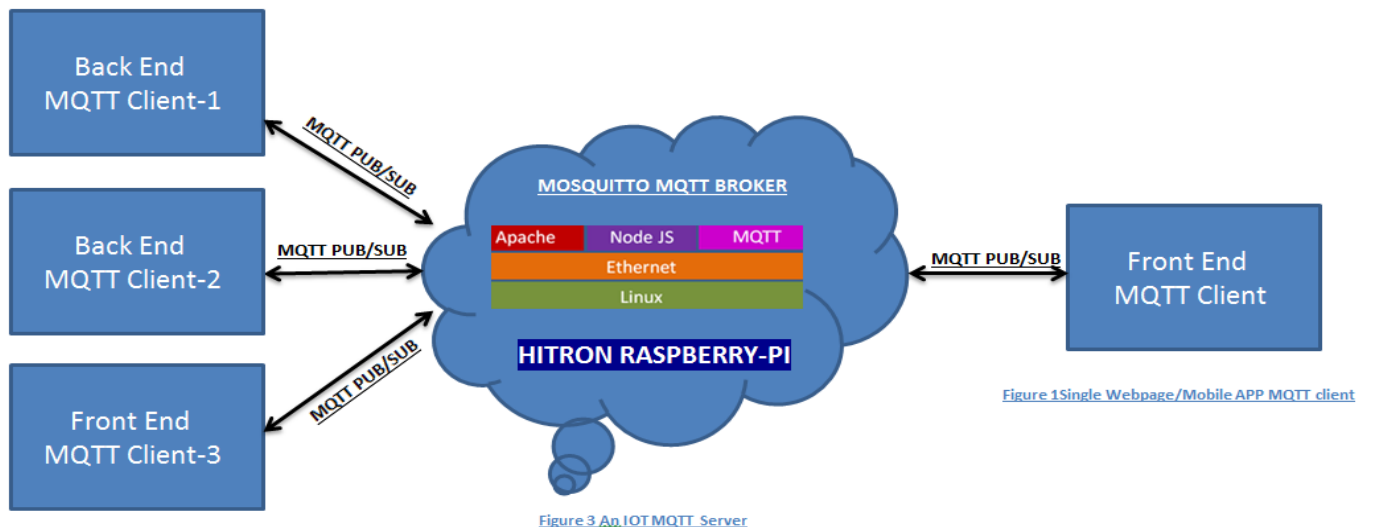 Back End
MQTT Client-1
MQTT PUB/SUB
Back End
MQTT Client-2
MQTT PUB/SUB
Front End
MQTT Client-3
MQTT PUB/SUB
MOSQUITTO MQTT BROKER
Apache
Node JS
MQTT
Ethernet
Linux
HITRON RASPBERRY-PI
MQTT PUB/SUB
Front End
MQTT Client
Figure 1Single Webpage/Mobile APP MQTT client
Figure 3 An IOT MQTT Server